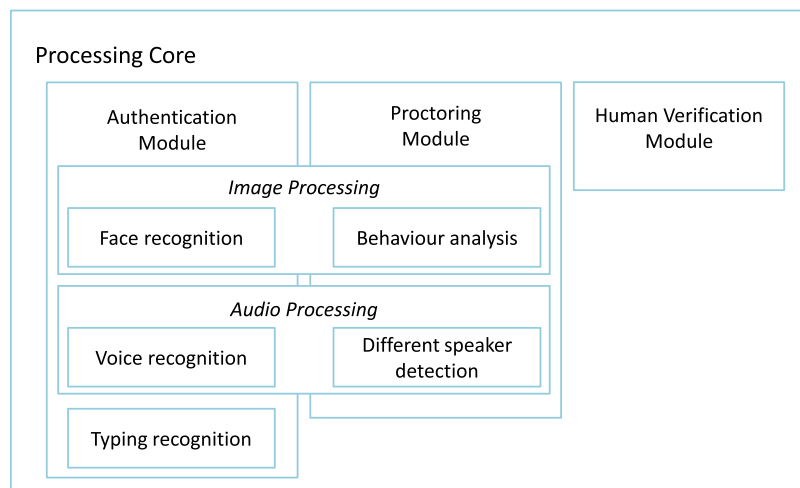 Processing Core
Authentication
Module
Proctoring
Module
Human Verification
Module
Image Processing
Face recognition
Behaviour analysis
Audio Processing
Voice recognition
Different speaker
detection
Typing recognition